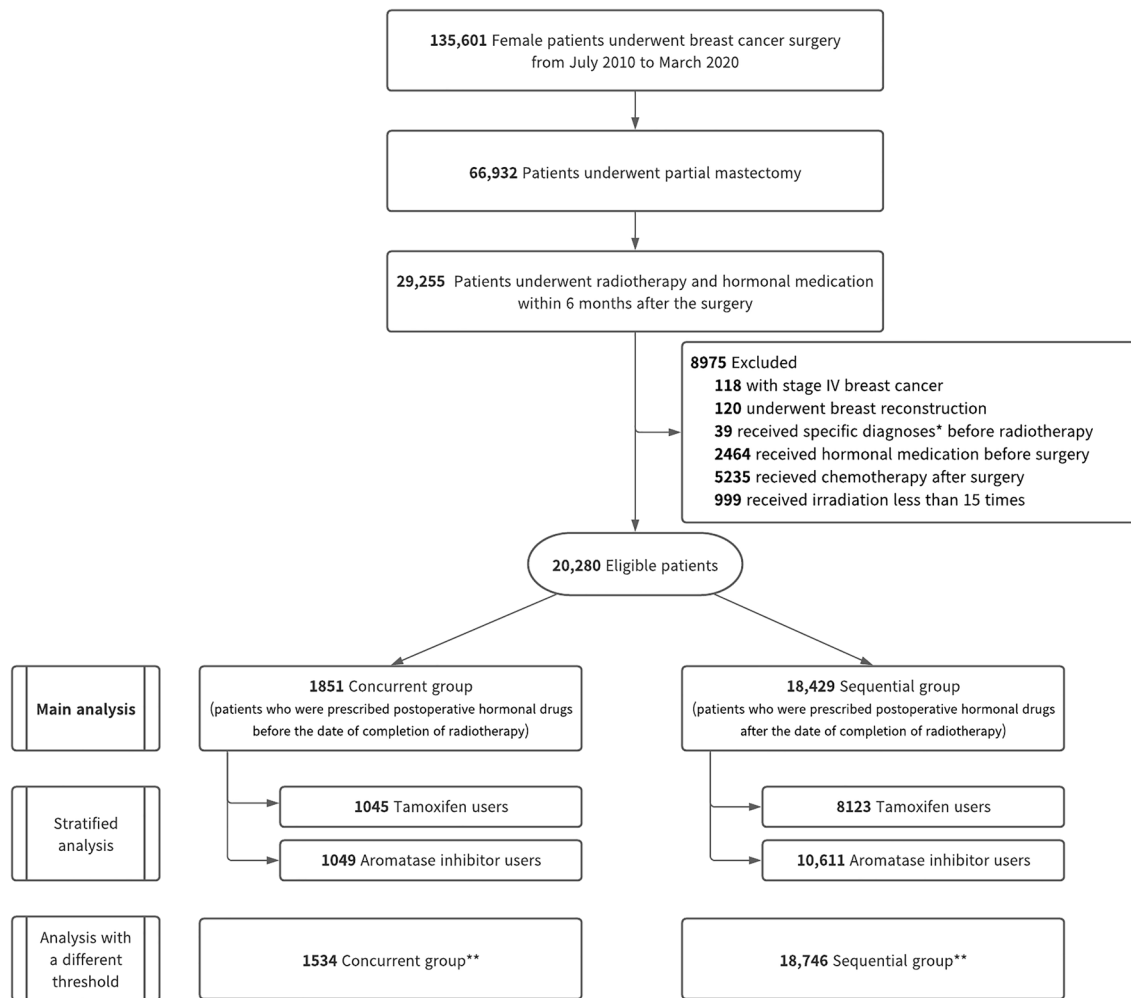 135,601 Female patients underwent breast cancer surgery
from July 2010 to March 2020
66,932 Patients underwent partial mastectomy
29,255 Patients underwent radiotherapy and hormonal medication
within 6 months after the surgery
8975 Excluded
118 with stage IV breast cancer
120 underwent breast reconstruction
39 received specific diagnoses* before radiotherapy
2464 received hormonal medication before surgery
5235 recieved chemotherapy after surgery
999 received irradiation less than 15 times
20,280 Eligible patients
Main analysis
1851 Concurrent group
(patients who were prescribed postoperative hormonal drugs
before the date of completion of radiotherapy)
18,429 Sequential group
(patients who were prescribed postoperative hormonal drugs
after the date of completion of radiotherapy)
Stratified
analysis
1045 Tamoxifen users
1049 Aromatase inhibitor users
8123 Tamoxifen users
10,611 Aromatase inhibitor users
Analysis with
a different
threshold
1534 Concurrent group**
18,746 Sequential group**